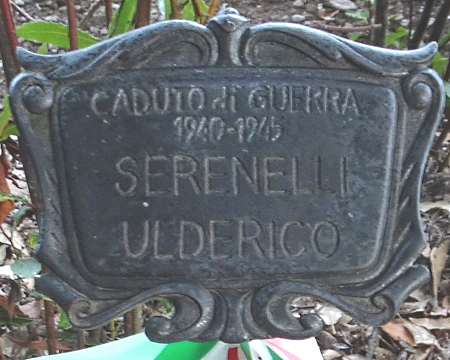 CADUTO di GUERRA
1940-1945
SERENELLI
ULDERICO